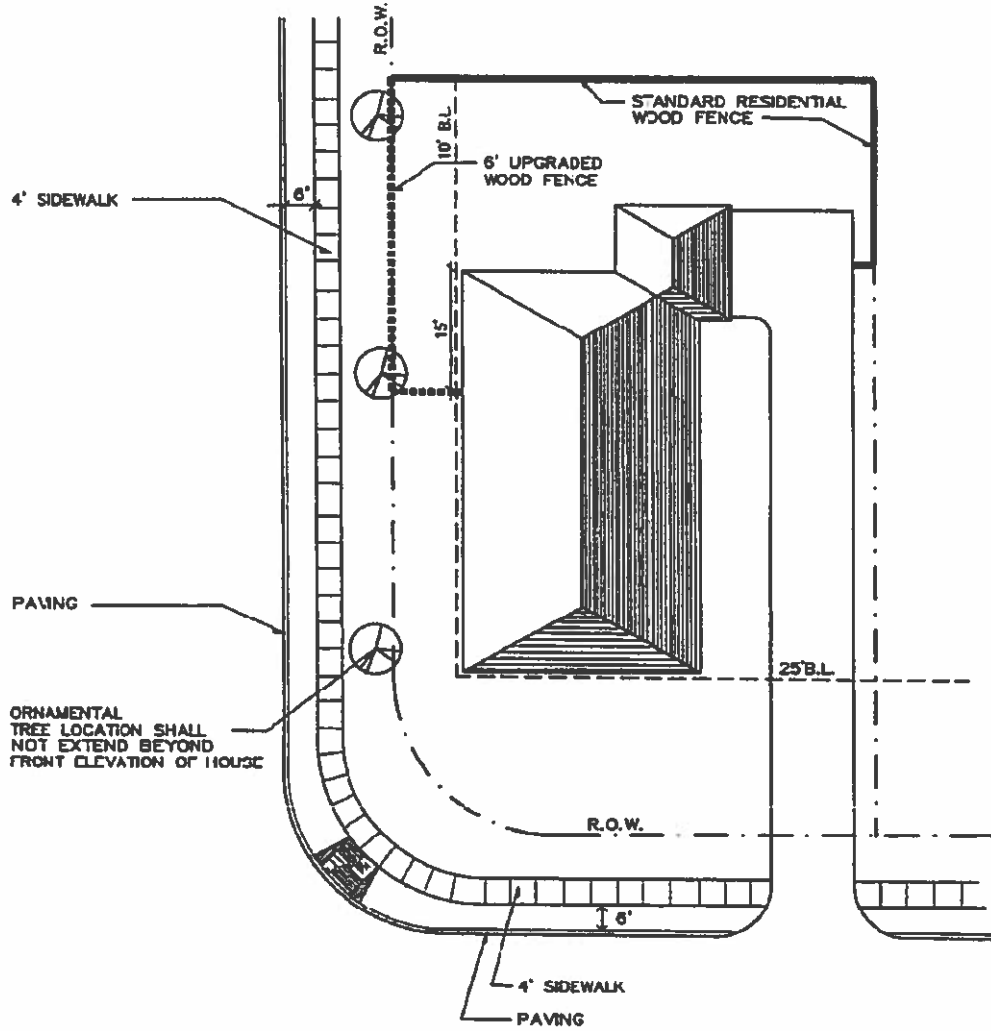 R.O.W.
STANDARD RESIDENTIAL
WOOD FENCE
10' B.L.
6' UPGRADED
WOOD FENCE
4' SIDEWALK
6'
15'
PAVING
25' B.L.
ORNAMENTAL
TREE LOCATION SHALL
NOT EXTEND BEYOND
FRONT ELEVATION OF HOUSE
R.O.W.
6'
4' SIDEWALK
PAVING